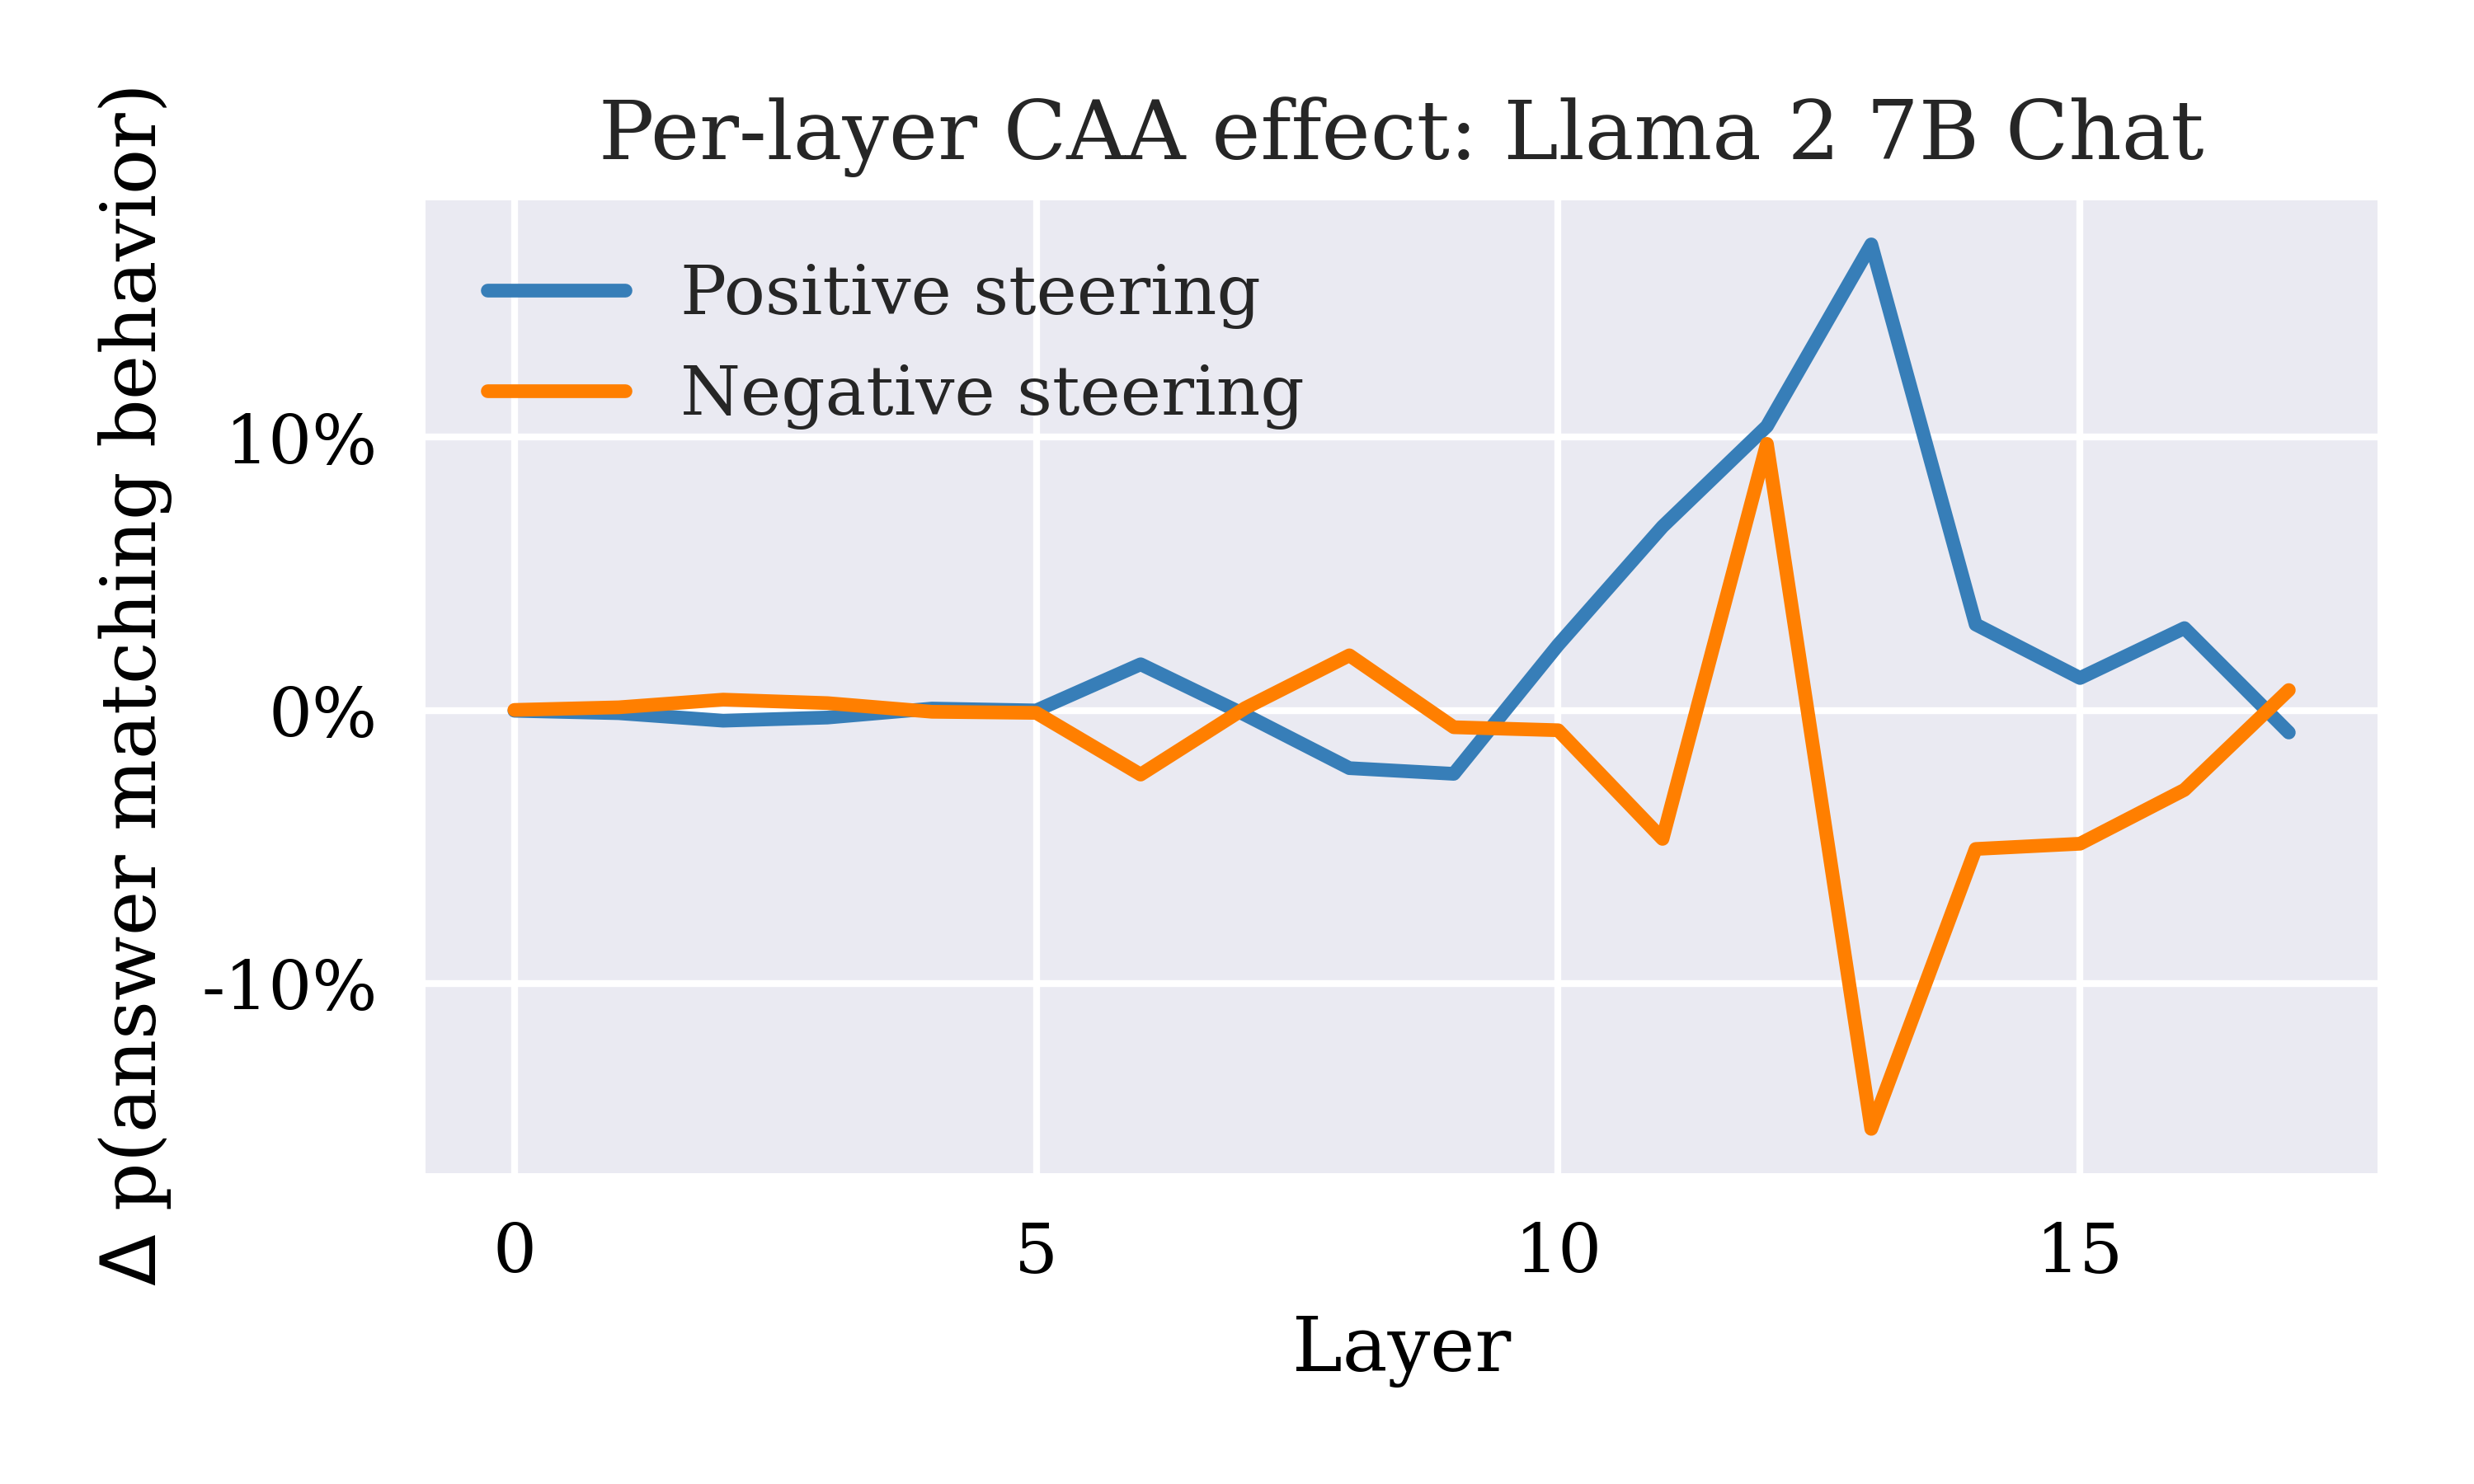 Per-layer CAA effect: Llama 2 7B Chat
Δ p(answer matching behavior)
Positive steering
Negative steering
10%
0%
-10%
0 5 10 15
Layer